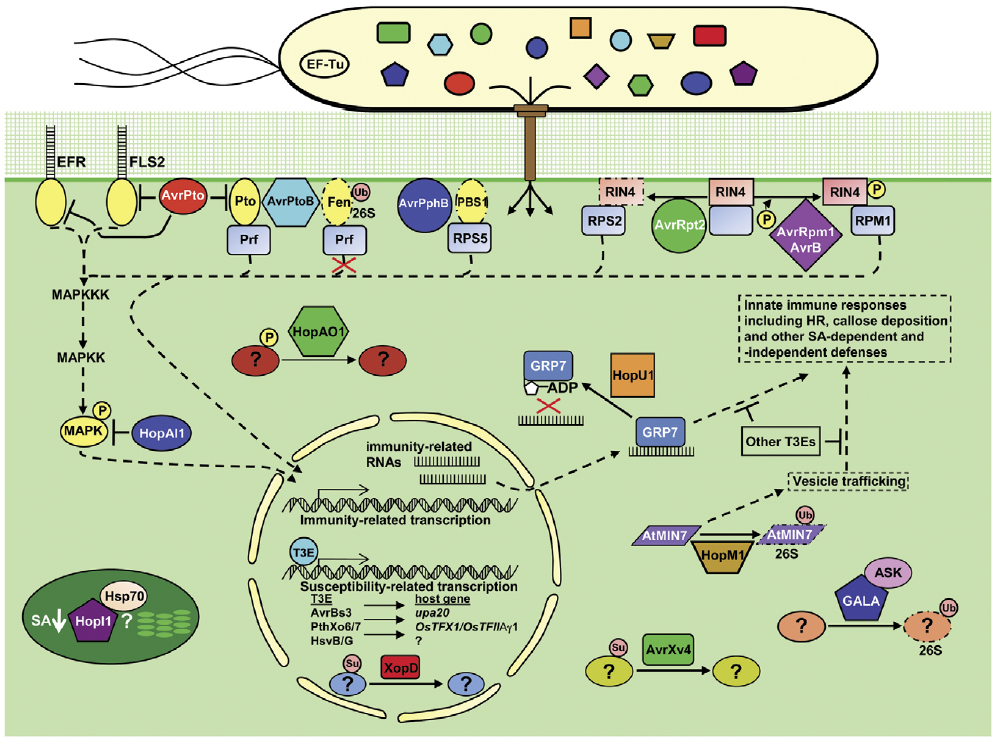 EF-Tu
EFR
FLS2
AvrPto
Pto
AvrPtoB
Fen
Ub
26S
Prf
Prf
AvrPphB
PBS1
RPS5
RIN4
RPS2
AvrRpt2
RIN4
P
AvrRpm1
AvrB
RIN4
P
RPM1
MAPKKK
MAPKK
MAPK
P
HopAI1
P
?
HopAO1
?
GRP7
ADP
HopU1
GRP7
Innate immune responses
including HR, callose deposition
and other SA-dependent and
-independent defenses
Other T3Es
Vesicle trafficking
immunity-related
RNAs
Immunity-related transcription
T3E
Susceptibility-related transcription
T3E host gene
AvrBs3 upa20
PthXo6/7 OsTFX1/OsTFIIAγ1
HsvB/G ?
Su
?
XopD
?
AtMIN7
HopM1
Ub
AtMIN7
26S
SA
HopI1
Hsp70
?
Su
?
AvrXv4
?
?
GALA
ASK
Ub
?
26S